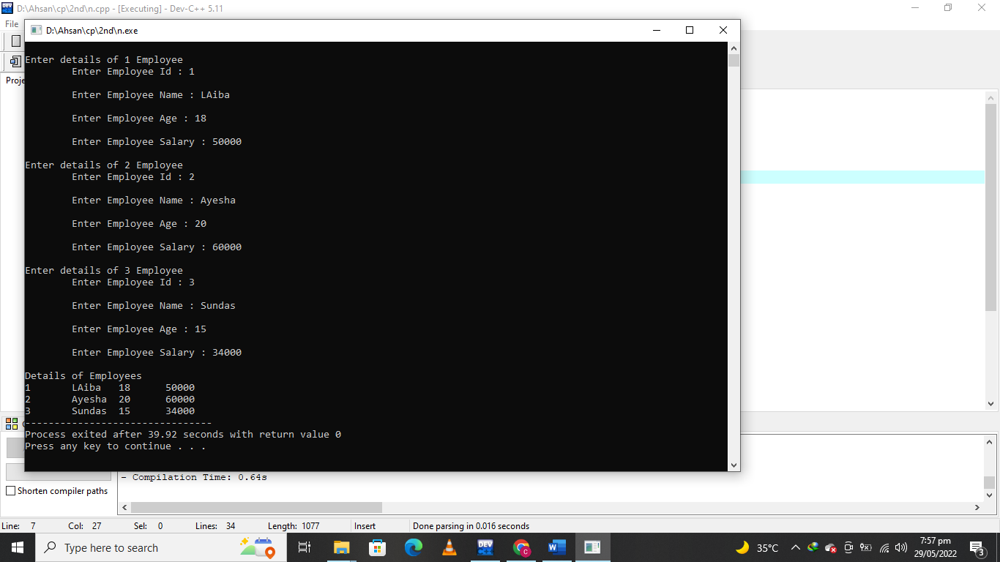 D:\Ahsan\cp\2nd\n.cpp - [Executing] - Dev-C++ 5.11
File
D:\Ahsan\cp\2nd\n.exe
Proje
Enter details of 1 Employee
Enter Employee Id : 1
Enter Employee Name : LAiba
Enter Employee Age : 18
Enter Employee Salary : 50000
Enter details of 2 Employee
Enter Employee Id : 2
Enter Employee Name : Ayesha
Enter Employee Age : 20
Enter Employee Salary : 60000
Enter details of 3 Employee
Enter Employee Id : 3
Enter Employee Name : Sundas
Enter Employee Age : 15
Enter Employee Salary : 34000
Details of Employees
1 LAiba 18 50000
2 Ayesha 20 60000
3 Sundas 15 34000
--------------------------------
Process exited after 39.92 seconds with return value 0
Press any key to continue . . .
- Compilation Time: 0.64s
Shorten compiler paths
Line: 7 Col: 27 Sel: 0 Lines: 34 Length: 1077 Insert Done parsing in 0.016 seconds
Type here to search
DEV
C
W
35°C
7:57 pm
29/05/2022
3